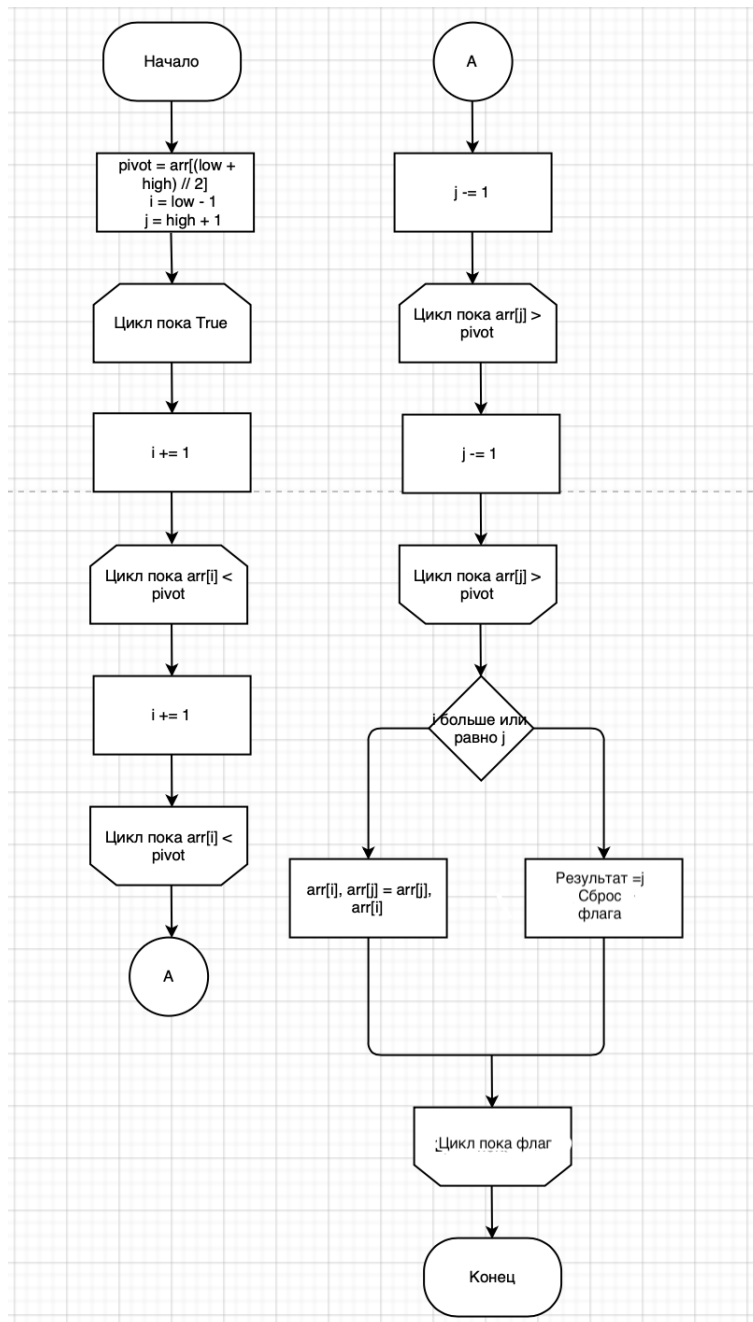 Начало
pivot = arr[(low +
high) // 2]
i = low - 1
j = high + 1
Цикл пока True
i += 1
Цикл пока arr[i] <
pivot
i += 1
Цикл пока arr[i] <
pivot
A
A
j -= 1
Цикл пока arr[j] >
pivot
j -= 1
Цикл пока arr[j] >
pivot
i больше или
равно j
arr[i], arr[j] = arr[j],
arr[i]
Результат =j
Сброс
флага
Цикл пока флаг
Конец